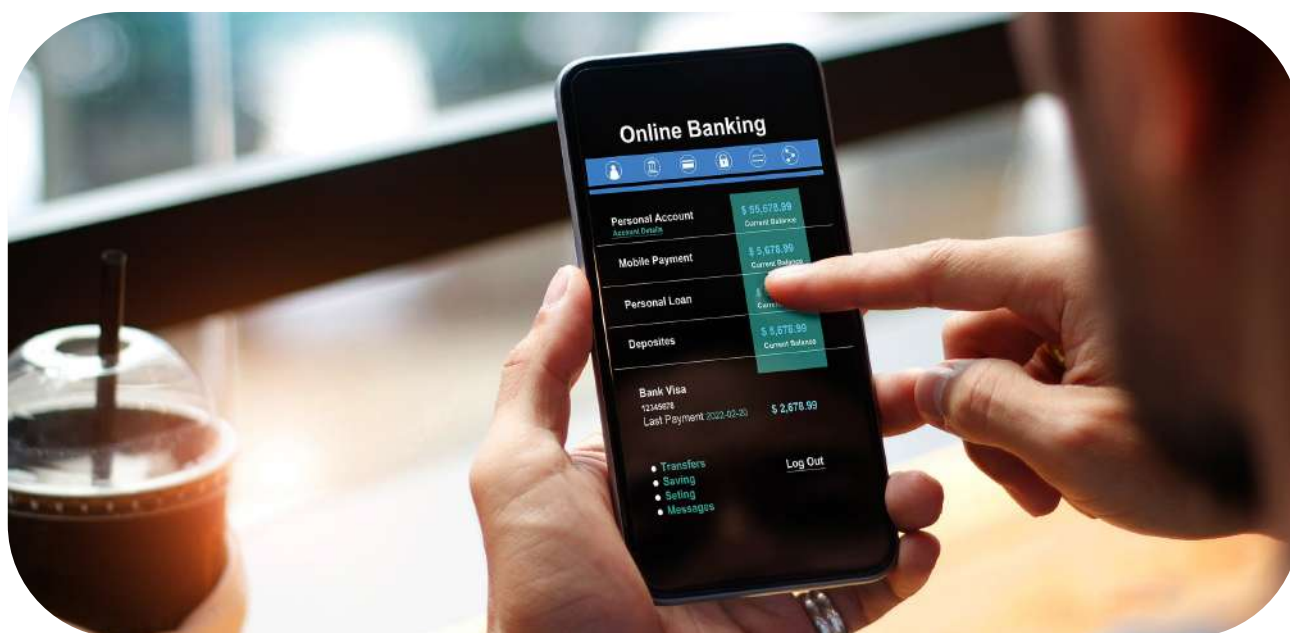 Online Banking
Personal Account
Account Details
$ 55,678.99
Current Balance
Mobile Payment
$ 5,678.99
Current Balance
Personal Loan
$
Deposites
$ 5,678.99
Current Balance
Bank Visa
12345678
Last Payment 2022-02-20
$ 2,678.99
Transfers
Saving
Seting
Messages
Log Out